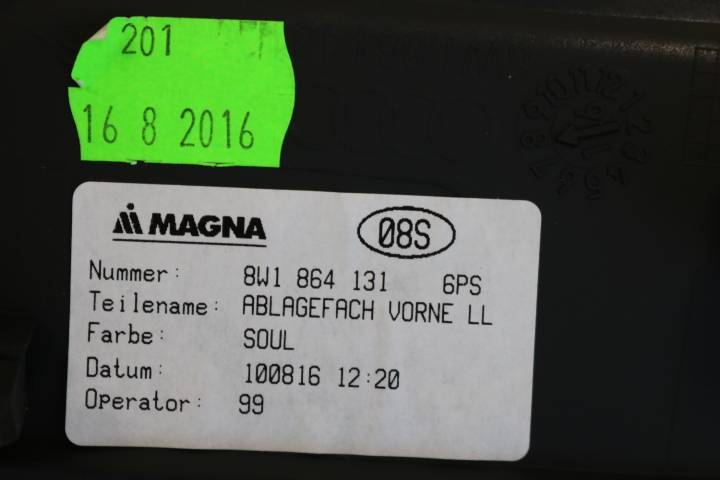 201
16 8 2016
MAGNA
08S
Nummer: 8W1 864 131 6PS
Teilename: ABLAGEFACH VORNE LL
Farbe: SOUL
Datum: 100816 12:20
Operator: 99